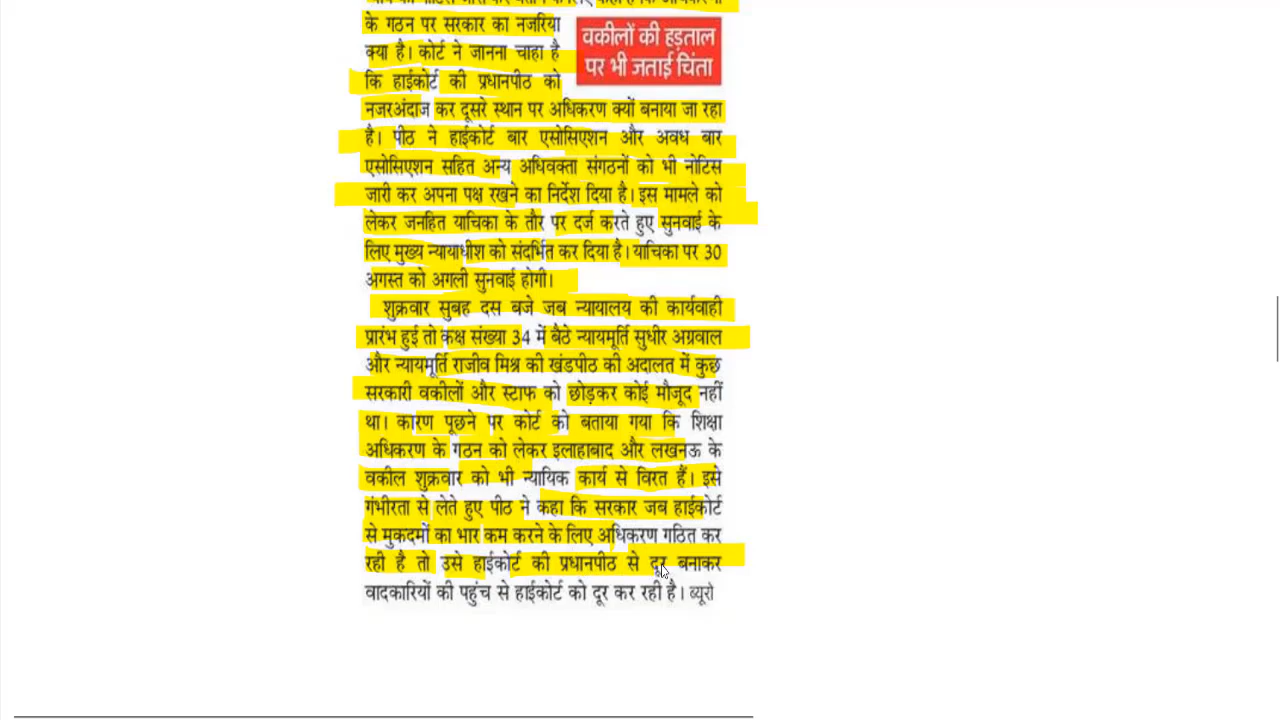 के गठन पर सरकार का नजरिया
क्या है। कोर्ट ने जानना चाहा है
कि हाईकोर्ट की प्रधानपीठ को
वकीलों की हड़ताल
पर भी जताई चिंता
नजरअंदाज कर दूसरे स्थान पर अधिकरण क्यों बनाया जा रहा
है। पीठ ने हाईकोर्ट बार एसोसिएशन और अवध बार
एसोसिएशन सहित अन्य अधिवक्ता संगठनों को भी नोटिस
जारी कर अपना पक्ष रखने का निर्देश दिया है। इस मामले को
लेकर जनहित याचिका के तौर पर दर्ज करते हुए सुनवाई के
लिए मुख्य न्यायाधीश को संदर्भित कर दिया है। याचिका पर 30
अगस्त को अगली सुनवाई होगी।
शुक्रवार सुबह दस बजे जब न्यायालय की कार्यवाही
प्रारंभ हुई तो कक्ष संख्या 34 में बैठे न्यायमूर्ति सुधीर अग्रवाल
और न्यायमूर्ति राजीव मिश्र की खंडपीठ की अदालत में कुछ
सरकारी वकीलों और स्टाफ को छोड़कर कोई मौजूद नहीं
था। कारण पूछने पर कोर्ट को बताया गया कि शिक्षा
अधिकरण के गठन को लेकर इलाहाबाद और लखनऊ के
वकील शुक्रवार को भी न्यायिक कार्य से विरत हैं। इसे
गंभीरता से लेते हुए पीठ ने कहा कि सरकार जब हाईकोर्ट
से मुकदमों का भार कम करने के लिए अधिकरण गठित कर
रही है तो उसे हाईकोर्ट की प्रधानपीठ से दूर बनाकर
वादकारियों की पहुंच से हाईकोर्ट को दूर कर रही है। ब्यूरो